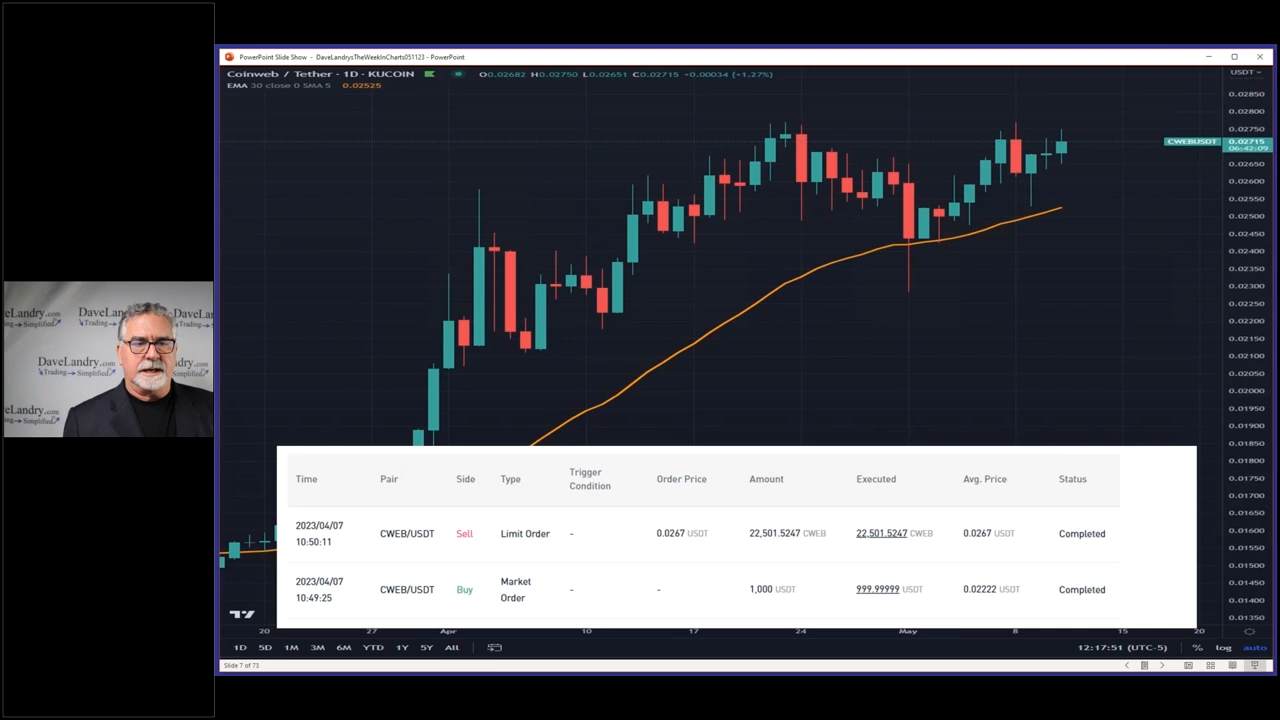 PowerPoint Slide Show - DaveLandrysTheWeekInCharts051123 - PowerPoint
Coinweb / Tether · 1D · KUCOIN O0.02682 H0.02750 L0.02651 C0.02715 +0.00034 (+1.27%)
USDT
EMA 30 close 0 SMA 5 0.02525
0.02850
0.02800
0.02750
CWEBUSDT 0.02715
06:42:09
0.02650
0.02600
0.02550
0.02500
0.02450
0.02400
0.02350
0.02300
0.02250
0.02200
0.02150
0.02100
0.02050
0.02000
0.01950
0.01900
0.01850
0.01800
0.01750
0.01700
0.01650
0.01600
0.01550
0.01500
0.01450
0.01400
0.01350
DaveLandry.com
Trading Simplified
Time Pair Side Type Trigger Condition Order Price Amount Executed Avg. Price Status
2023/04/07 10:50:11 CWEB/USDT Sell Limit Order - 0.0267 USDT 22,501.5247 CWEB 22,501.5247 CWEB 0.0267 USDT Completed
2023/04/07 10:49:25 CWEB/USDT Buy Market Order - - 1,000 USDT 999.99999 USDT 0.02222 USDT Completed
20 27 Apr 10 17 24 May 8 15 20
1D 5D 1M 3M 6M YTD 1Y 5Y All 12:17:51 (UTC-5) % log auto
Slide 7 of 73